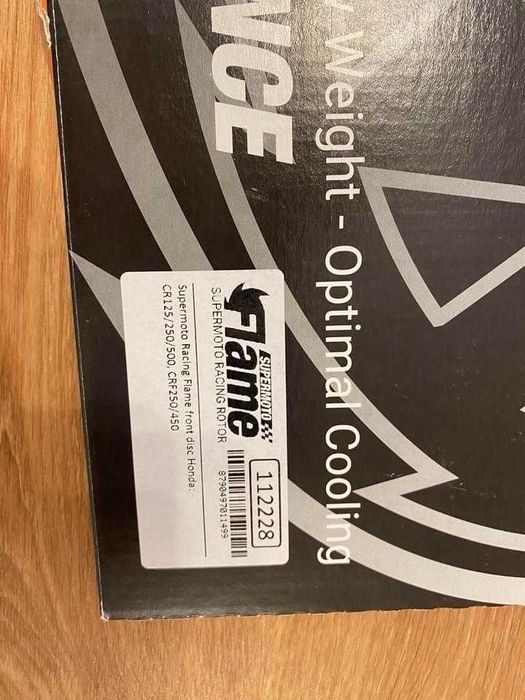 NCE
Weight - Optimal Cooling
Flame
SUPERMOTO
SUPERMOTO RACING ROTOR
112228
8790497011499
Supermoto Racing Flame front disc Honda:
CR125/250/500, CRF250/450